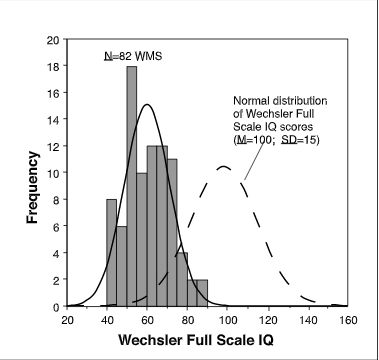 20
18
16
14
12
10
8
6
4
2
0
Frequency
N=82 WMS
Normal distribution
of Wechsler Full
Scale IQ scores
(M=100; SD=15)
20 40 60 80 100 120 140 160
Wechsler Full Scale IQ